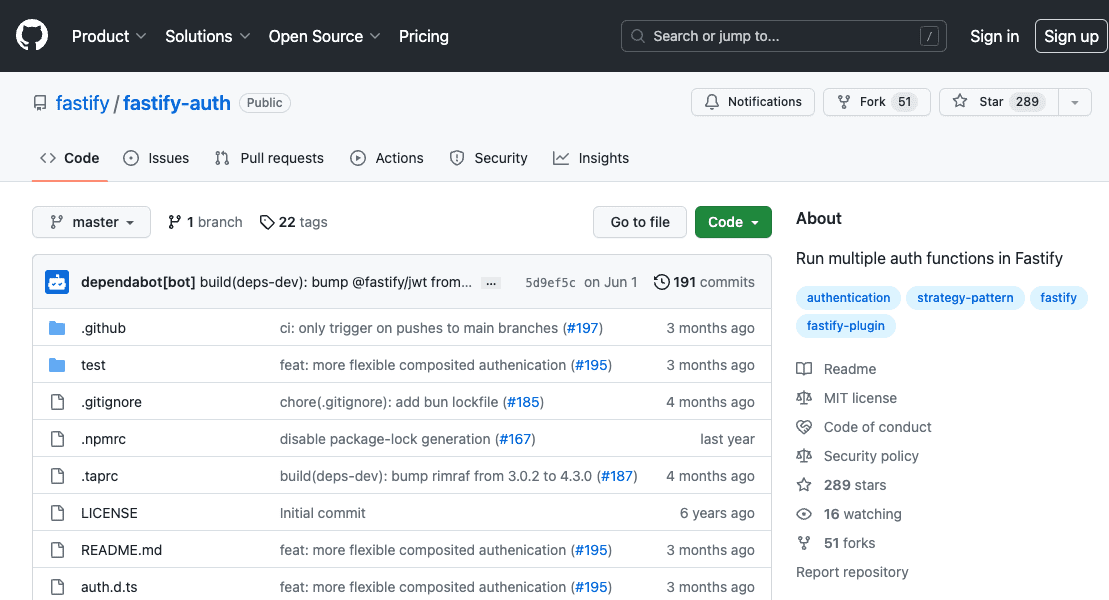 Product Solutions Open Source Pricing Search or jump to... / Sign in Sign up
fastify / fastify-auth Public Notifications Fork 51 Star 289
Code Issues Pull requests Actions Security Insights
master 1 branch 22 tags Go to file Code
dependabot[bot] build(deps-dev): bump @fastify/jwt from... ... 5d9ef5c on Jun 1 191 commits
.github ci: only trigger on pushes to main branches (#197) 3 months ago
test feat: more flexible composited authenication (#195) 3 months ago
.gitignore chore(.gitignore): add bun lockfile (#185) 4 months ago
.npmrc disable package-lock generation (#167) last year
.taprc build(deps-dev): bump rimraf from 3.0.2 to 4.3.0 (#187) 4 months ago
LICENSE Initial commit 6 years ago
README.md feat: more flexible composited authenication (#195) 3 months ago
auth.d.ts feat: more flexible composited authenication (#195) 3 months ago
About
Run multiple auth functions in Fastify
authentication strategy-pattern fastify
fastify-plugin
Readme
MIT license
Code of conduct
Security policy
289 stars
16 watching
51 forks
Report repository